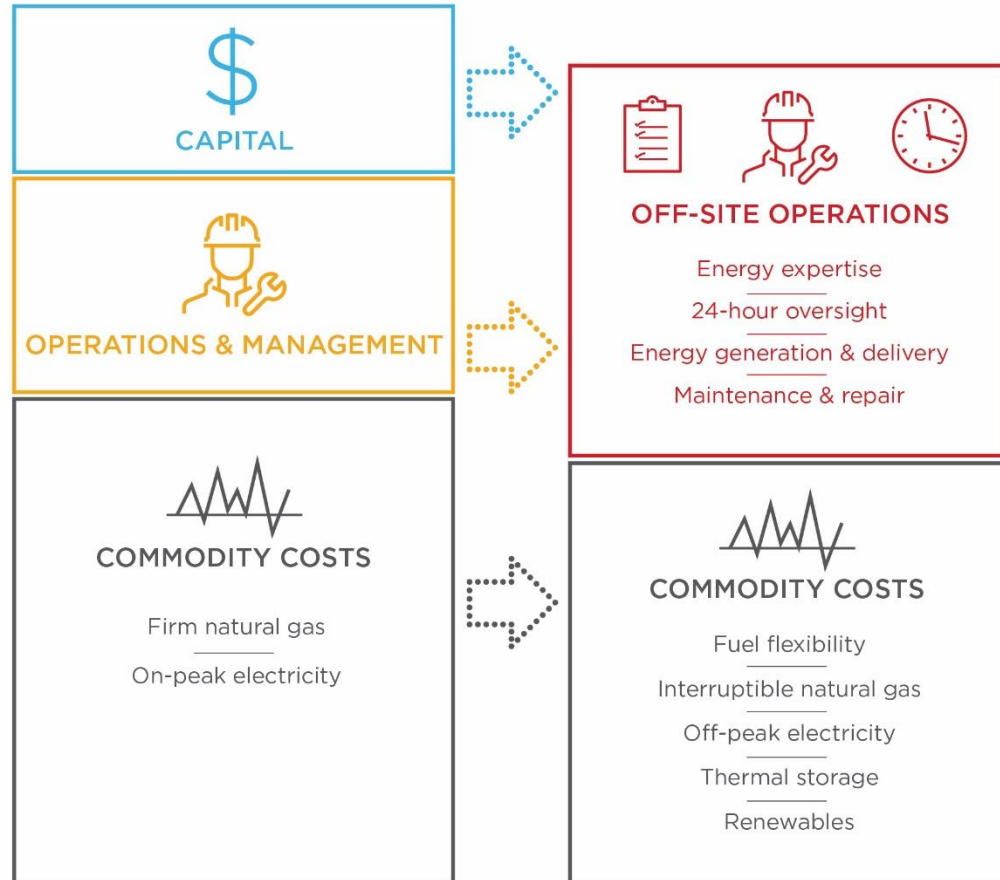 $
CAPITAL
OPERATIONS & MANAGEMENT
COMMODITY COSTS
Firm natural gas
On-peak electricity
OFF-SITE OPERATIONS
Energy expertise
24-hour oversight
Energy generation & delivery
Maintenance & repair
COMMODITY COSTS
Fuel flexibility
Interruptible natural gas
Off-peak electricity
Thermal storage
Renewables